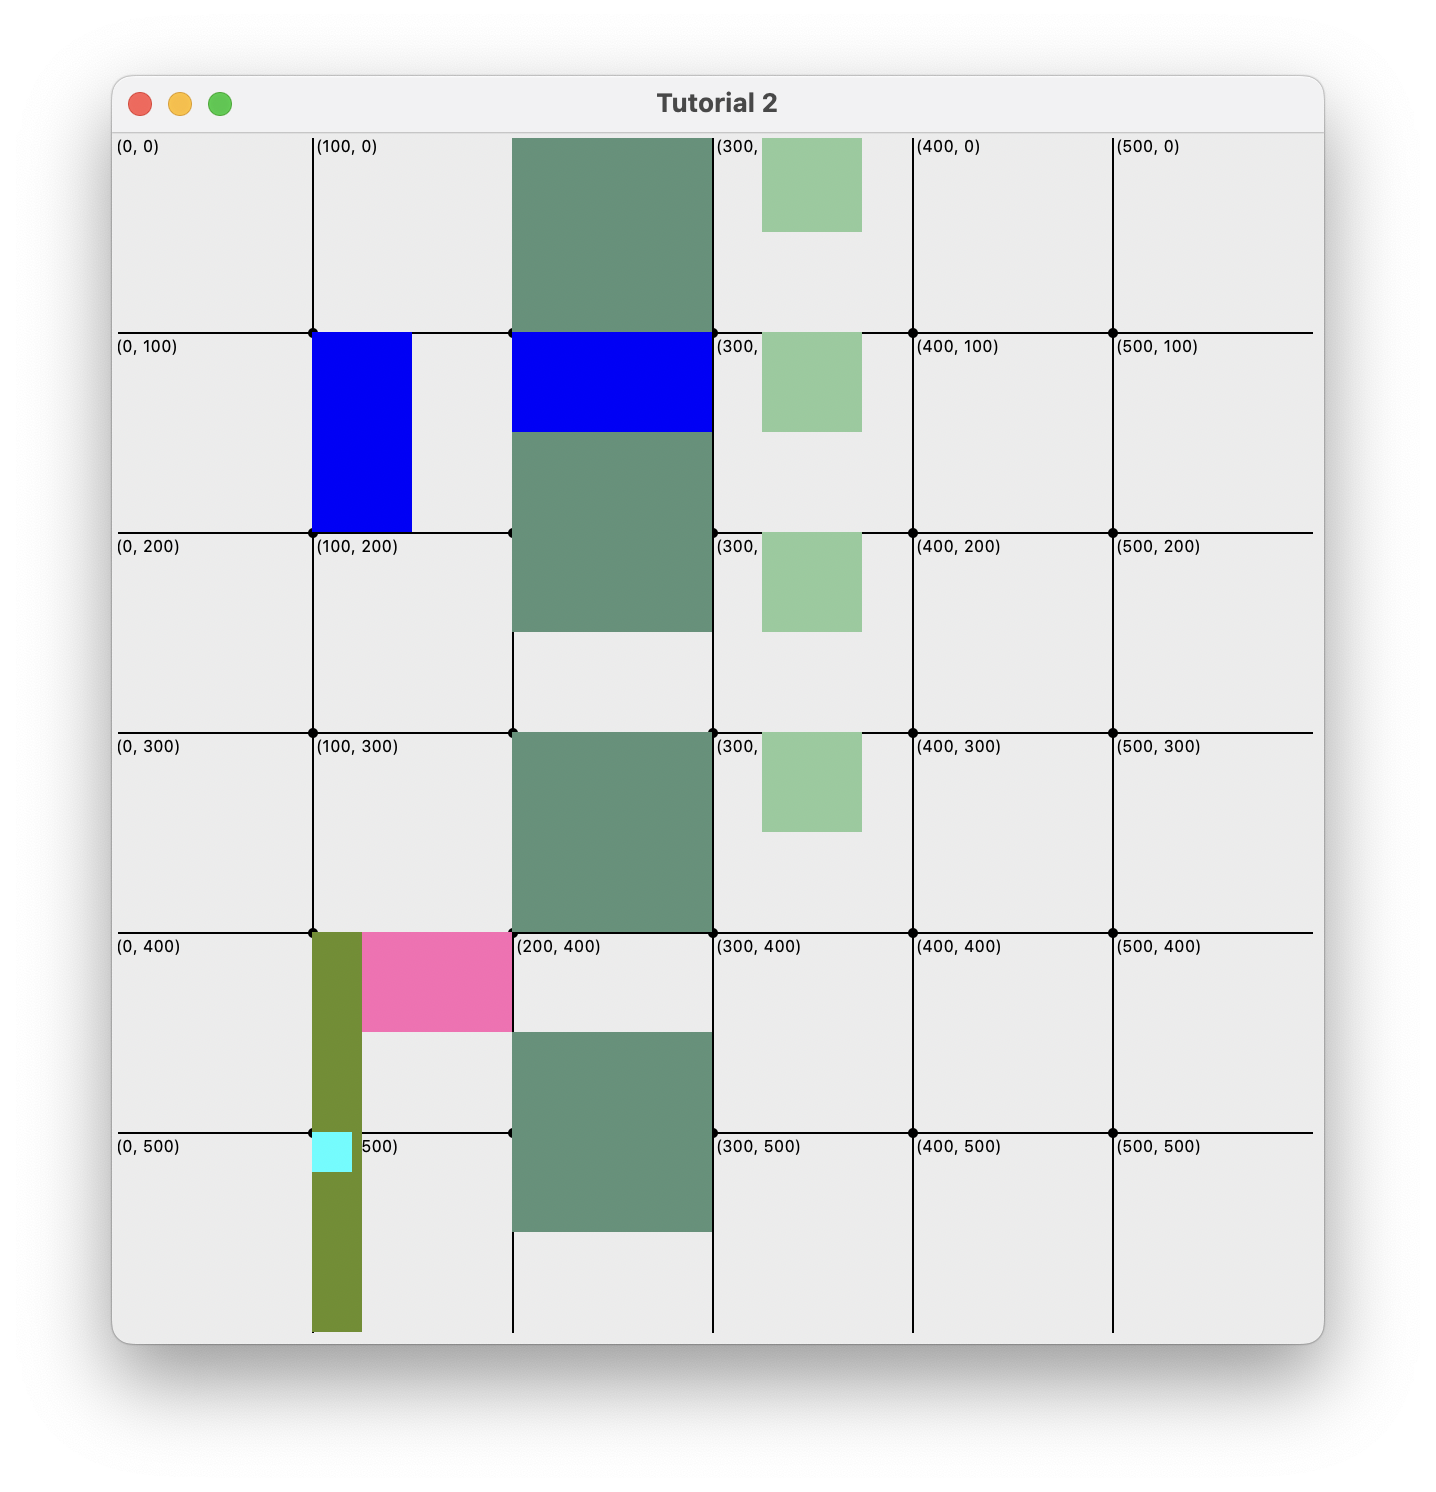 Tutorial 2
(0, 0) (100, 0) (300, (400, 0) (500, 0)
(0, 100) (300, (400, 100) (500, 100)
(0, 200) (100, 200) (300, (400, 200) (500, 200)
(0, 300) (100, 300) (300, (400, 300) (500, 300)
(0, 400) (200, 400) (300, 400) (400, 400) (500, 400)
(0, 500) 500) (300, 500) (400, 500) (500, 500)